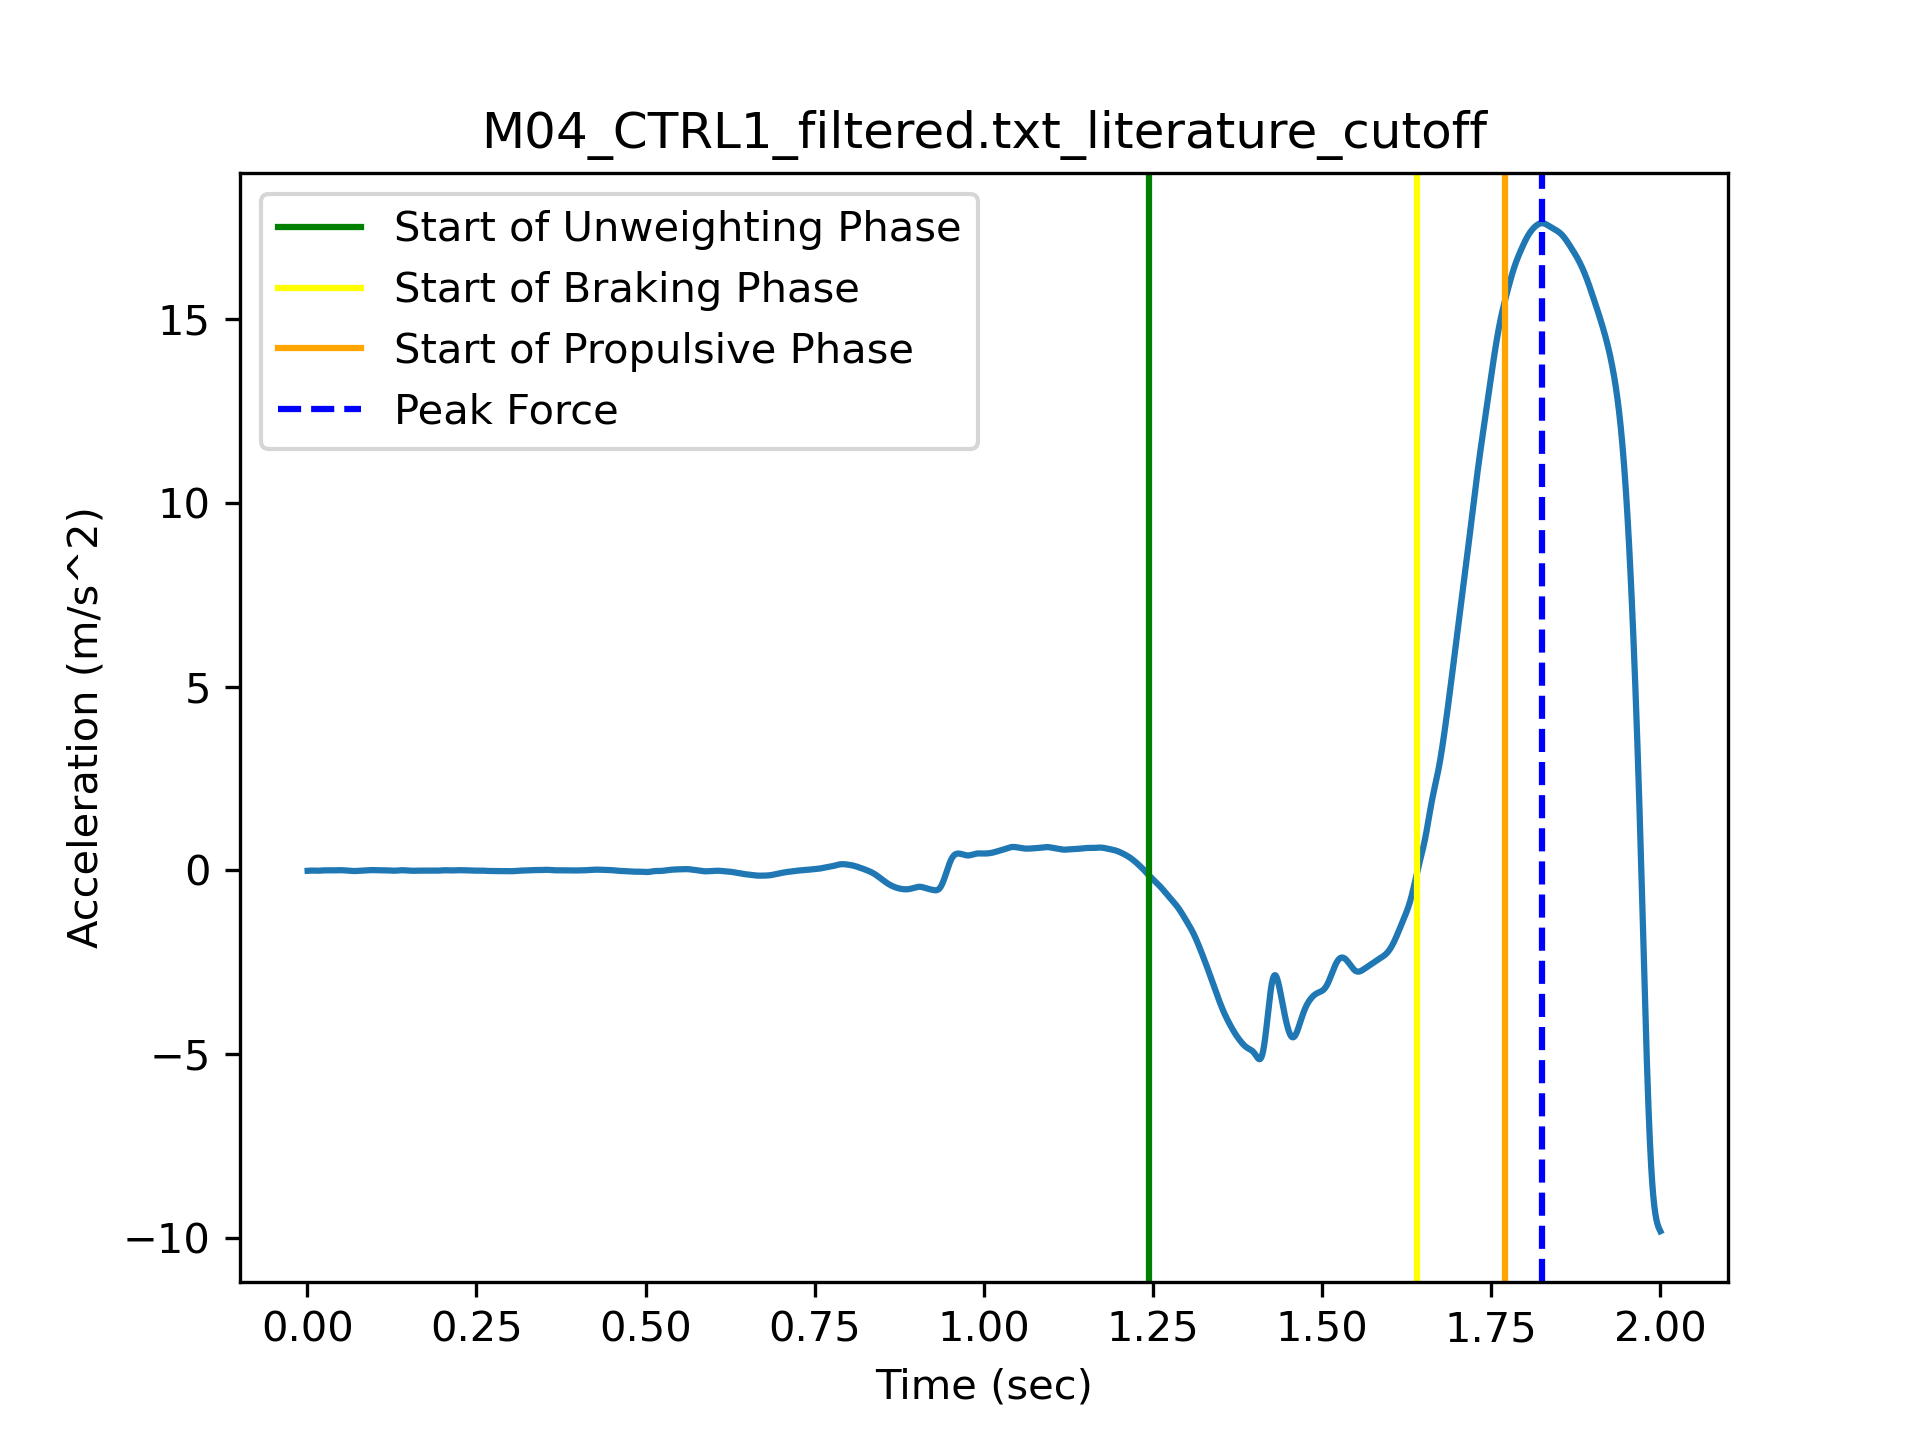 M04_CTRL1_filtered.txt_literature_cutoff
Start of Unweighting Phase
Start of Braking Phase
Start of Propulsive Phase
Peak Force
Acceleration (m/s^2)
15
10
5
0
−5
−10
0.00 0.25 0.50 0.75 1.00 1.25 1.50 1.75 2.00
Time (sec)